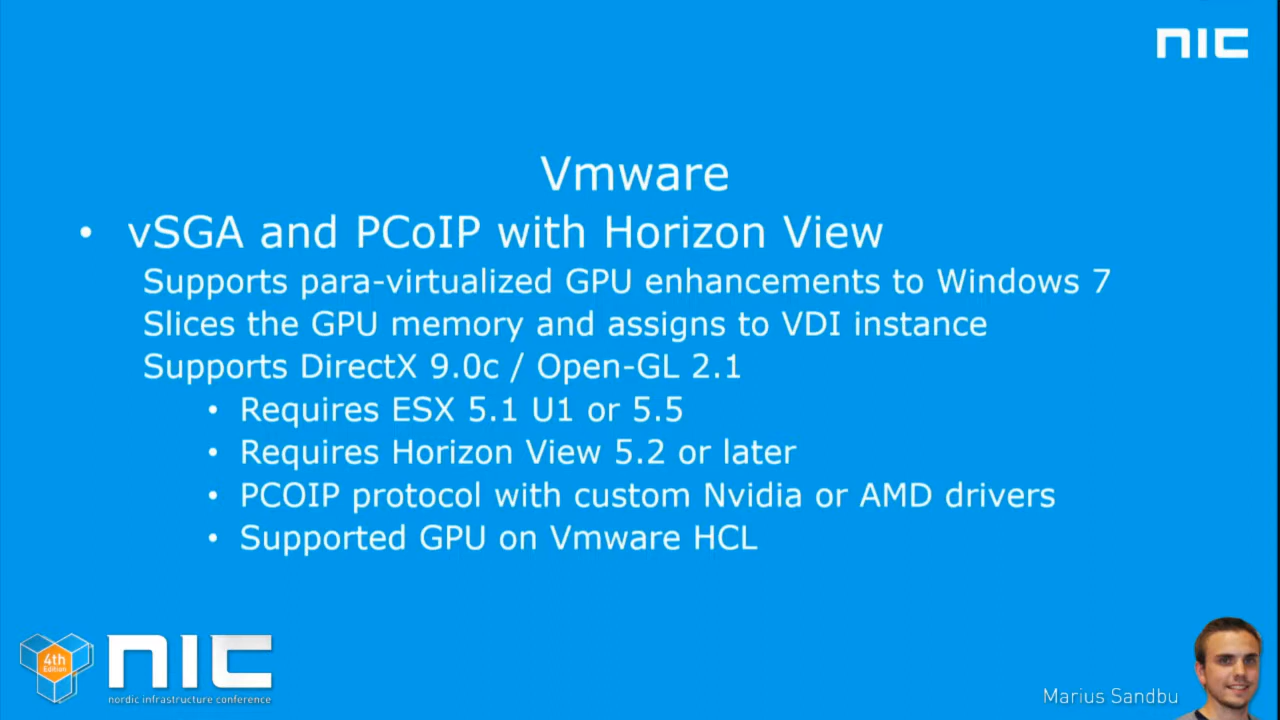 NIC
Vmware
• vSGA and PCoIP with Horizon View
Supports para-virtualized GPU enhancements to Windows 7
Slices the GPU memory and assigns to VDI instance
Supports DirectX 9.0c / Open-GL 2.1
• Requires ESX 5.1 U1 or 5.5
• Requires Horizon View 5.2 or later
• PCOIP protocol with custom Nvidia or AMD drivers
• Supported GPU on Vmware HCL
4th
Edition
NIC
nordic infrastructure conference
Marius Sandbu